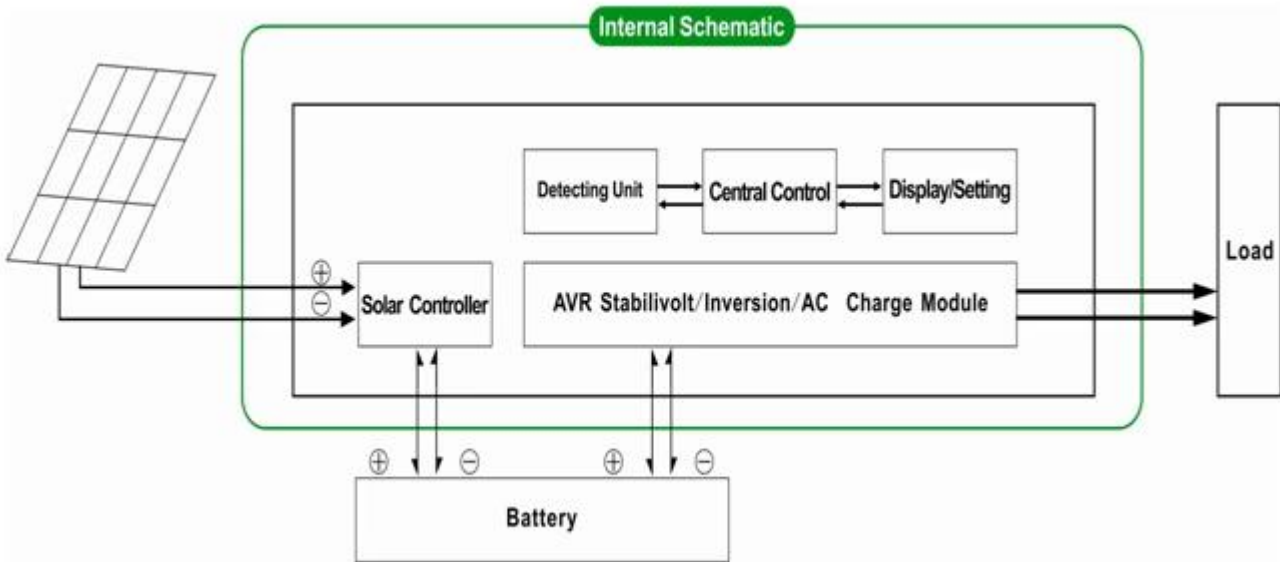 Internal Schematic
Detecting Unit
Central Control
Display/Setting
Load
⊕
⊖
Solar Controller
AVR Stabilivolt/Inversion/AC Charge Module
⊕ ⊖ ⊕ ⊖
Battery